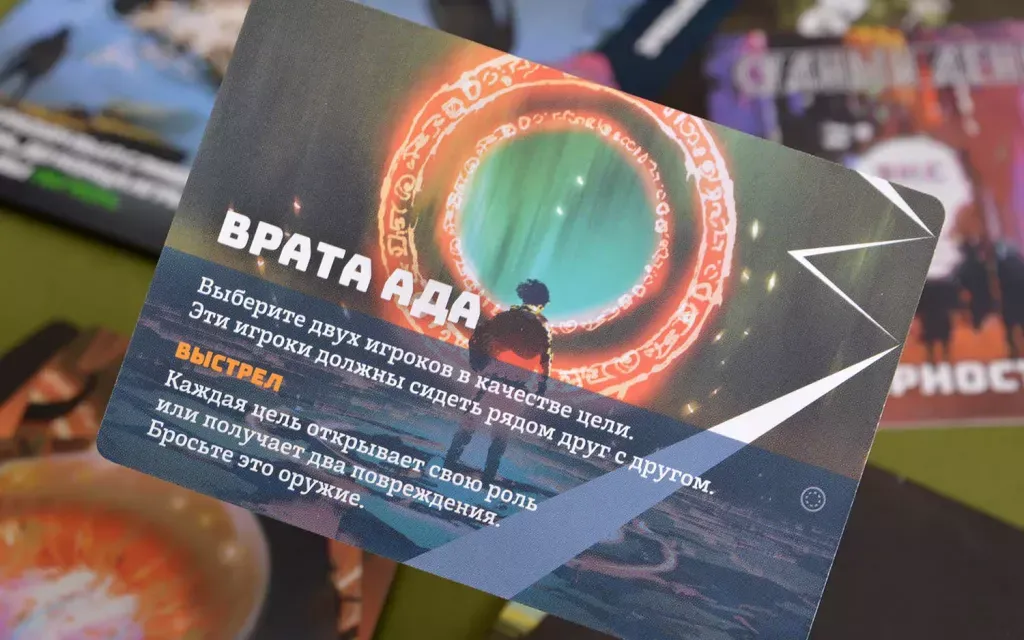 ВРАТА АДА
Выберите двух игроков в качестве цели.
Эти игроки должны сидеть рядом друг с другом.
ВЫСТРЕЛ
Каждая цель открывает свою роль
или получает два повреждения.
Бросьте это оружие.